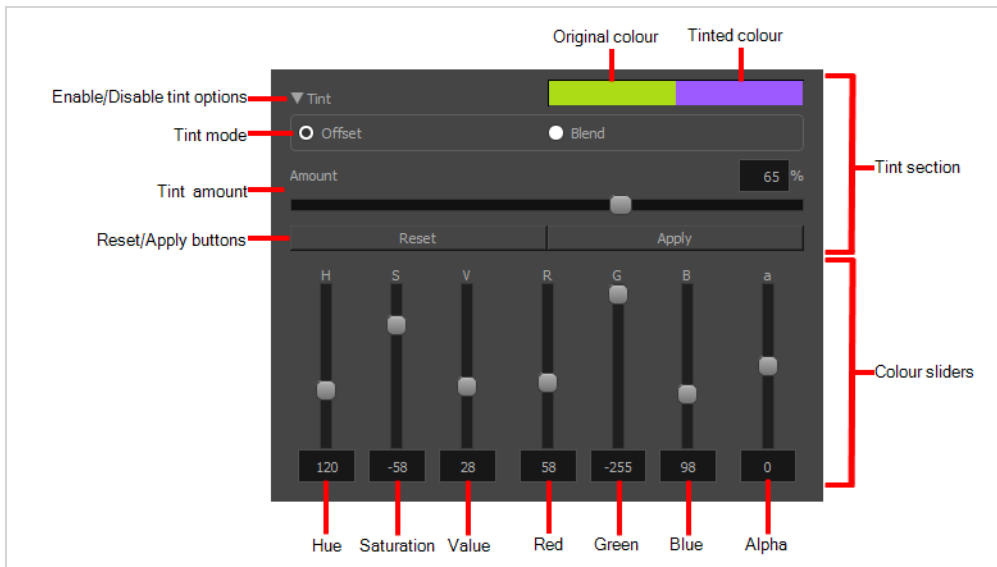 Original colour
Tinted colour
Enable/Disable tint options
Tint
Tint mode
Offset
Blend
Tint section
Amount
65 %
Tint amount
Reset/Apply buttons
Reset
Apply
H S V R G B a
Colour sliders
120 -58 28 58 -255 98 0
Hue Saturation Value Red Green Blue Alpha